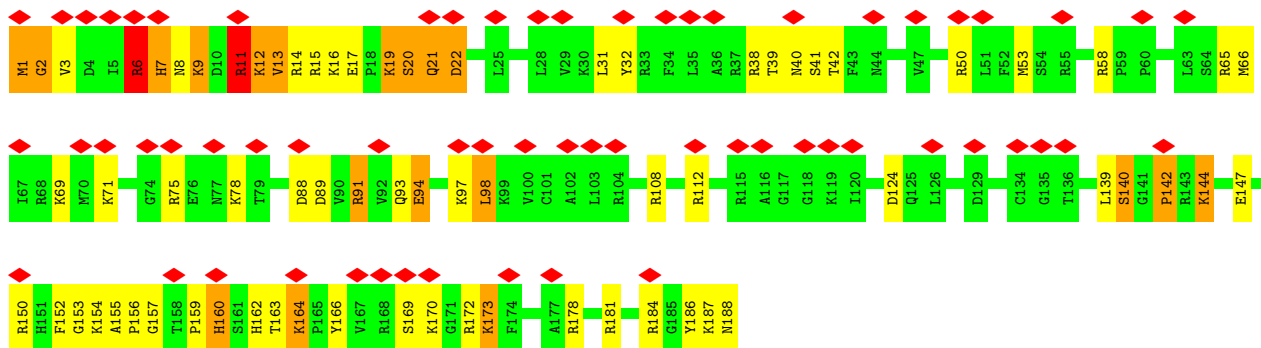 M1 G2 V3 D4 I5 R6 H7 N8 K9 D10 R11 K12 V13 R14 R15 K16 E17 P18 K19 S20 Q21 D22 L25 L28 V29 K30 L31 Y32 R33 F34 L35 A36 R37 R38 T39 N40 S41 T42 F43 N44 V47 R50 L51 F52 M53 S54 R55 R58 P59 P60 L63 S64 R65 M66
I67 R68 K69 M70 K71 G74 R75 E76 N77 K78 T79 D88 D89 V90 R91 V92 Q93 E94 K97 L98 K99 V100 C101 A102 L103 R104 R108 R112 R115 A116 G117 G118 K119 I120 D124 Q125 L126 D129 C134 G135 T136 L139 S140 G141 P142 R143 K144 E147
R150 H151 F152 G153 K154 A155 P156 G157 T158 P159 H160 S161 H162 T163 K164 P165 Y166 V167 R168 S169 K170 G171 R172 K173 F174 A177 R178 R181 R184 G185 Y186 K187 N188